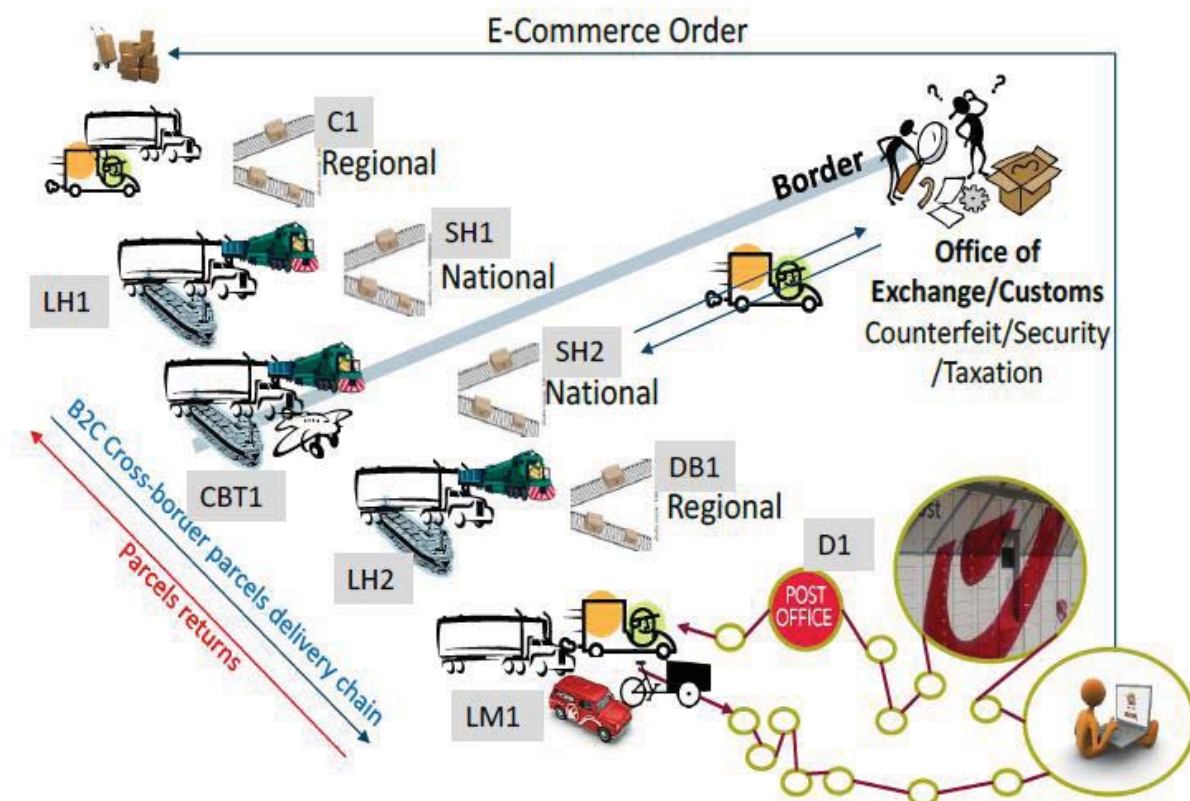 E-Commerce Order
C1
Regional
Border
SH1
National
LH1
Office of
Exchange/Customs
Counterfeit/Security
/Taxation
SH2
National
CBT1
B2C Cross-boruer parcels delivery chain
Parcels returns
DB1
Regional
LH2
D1
ost
POST
OFFICE
LM1